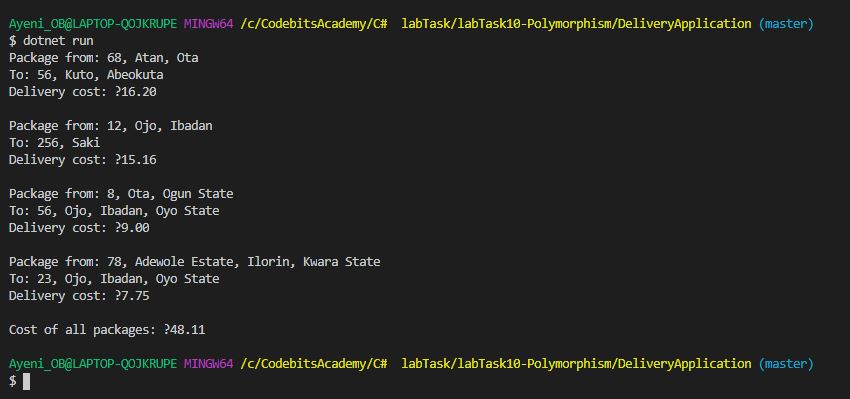 Ayeni_OB@LAPTOP-QOJKRUPE MINGW64 /c/CodebitsAcademy/C#  labTask/labTask10-Polymorphism/DeliveryApplication (master)
$ dotnet run
Package from: 68, Atan, Ota
To: 56, Kuto, Abeokuta
Delivery cost: ?16.20

Package from: 12, Ojo, Ibadan
To: 256, Saki
Delivery cost: ?15.16

Package from: 8, Ota, Ogun State
To: 56, Ojo, Ibadan, Oyo State
Delivery cost: ?9.00

Package from: 78, Adewole Estate, Ilorin, Kwara State
To: 23, Ojo, Ibadan, Oyo State
Delivery cost: ?7.75

Cost of all packages: ?48.11

Ayeni_OB@LAPTOP-QOJKRUPE MINGW64 /c/CodebitsAcademy/C#  labTask/labTask10-Polymorphism/DeliveryApplication (master)
$